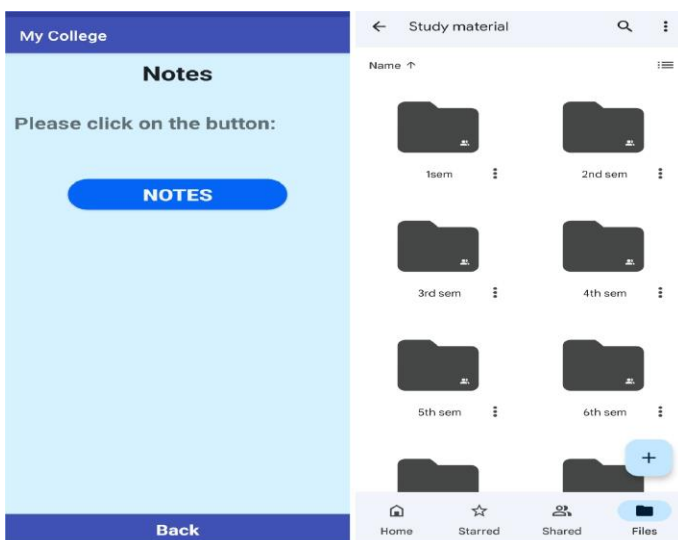 My College
Notes
Please click on the button:
NOTES
Back
Study material
Name ↑
1sem
2nd sem
3rd sem
4th sem
5th sem
6th sem
Home
Starred
Shared
Files